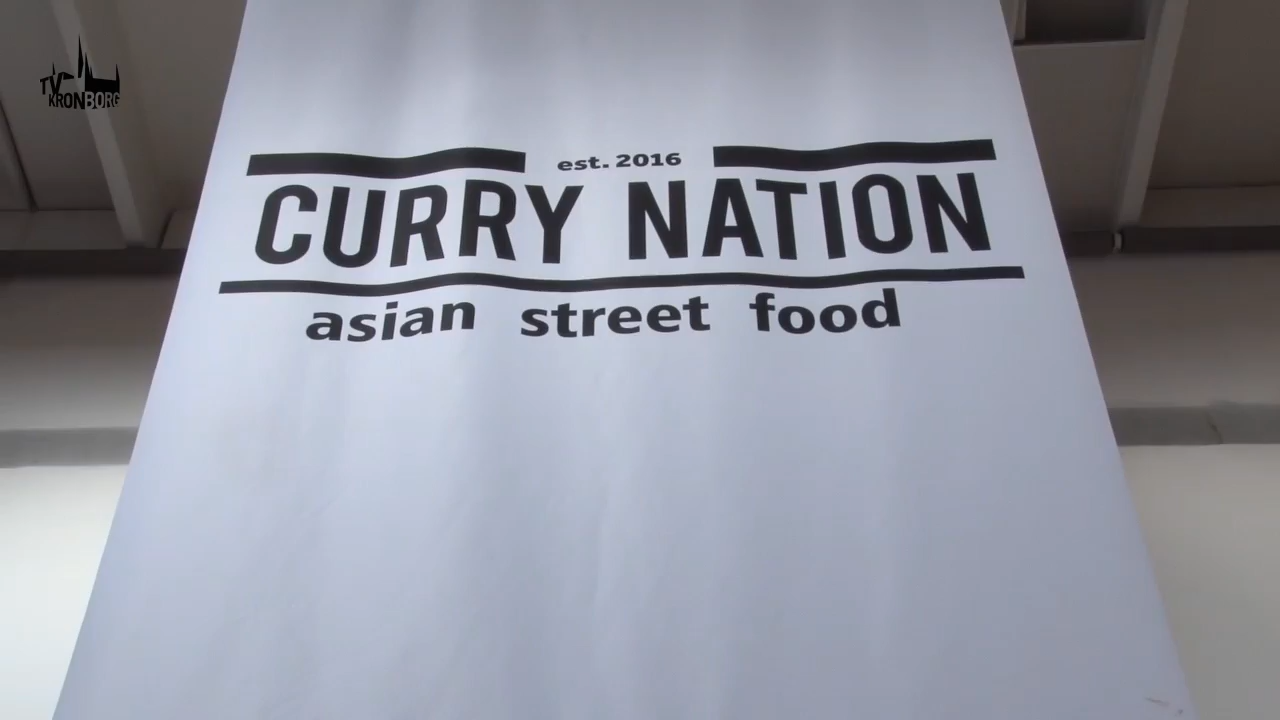 TV
KRONBORG
est. 2016
CURRY NATION
asian street food